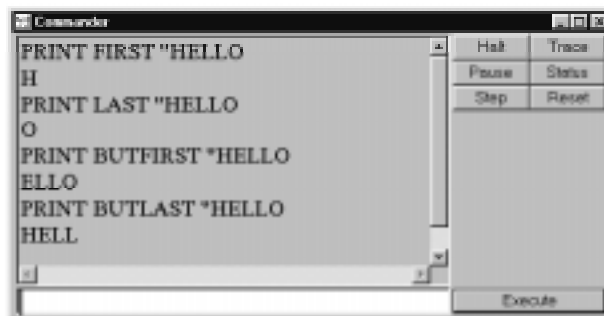 Commander
PRINT FIRST "HELLO
H
PRINT LAST "HELLO
O
PRINT BUTFIRST "HELLO
ELLO
PRINT BUTLAST "HELLO
HELL
Halt Trace
Pause Status
Step Reset
Execute